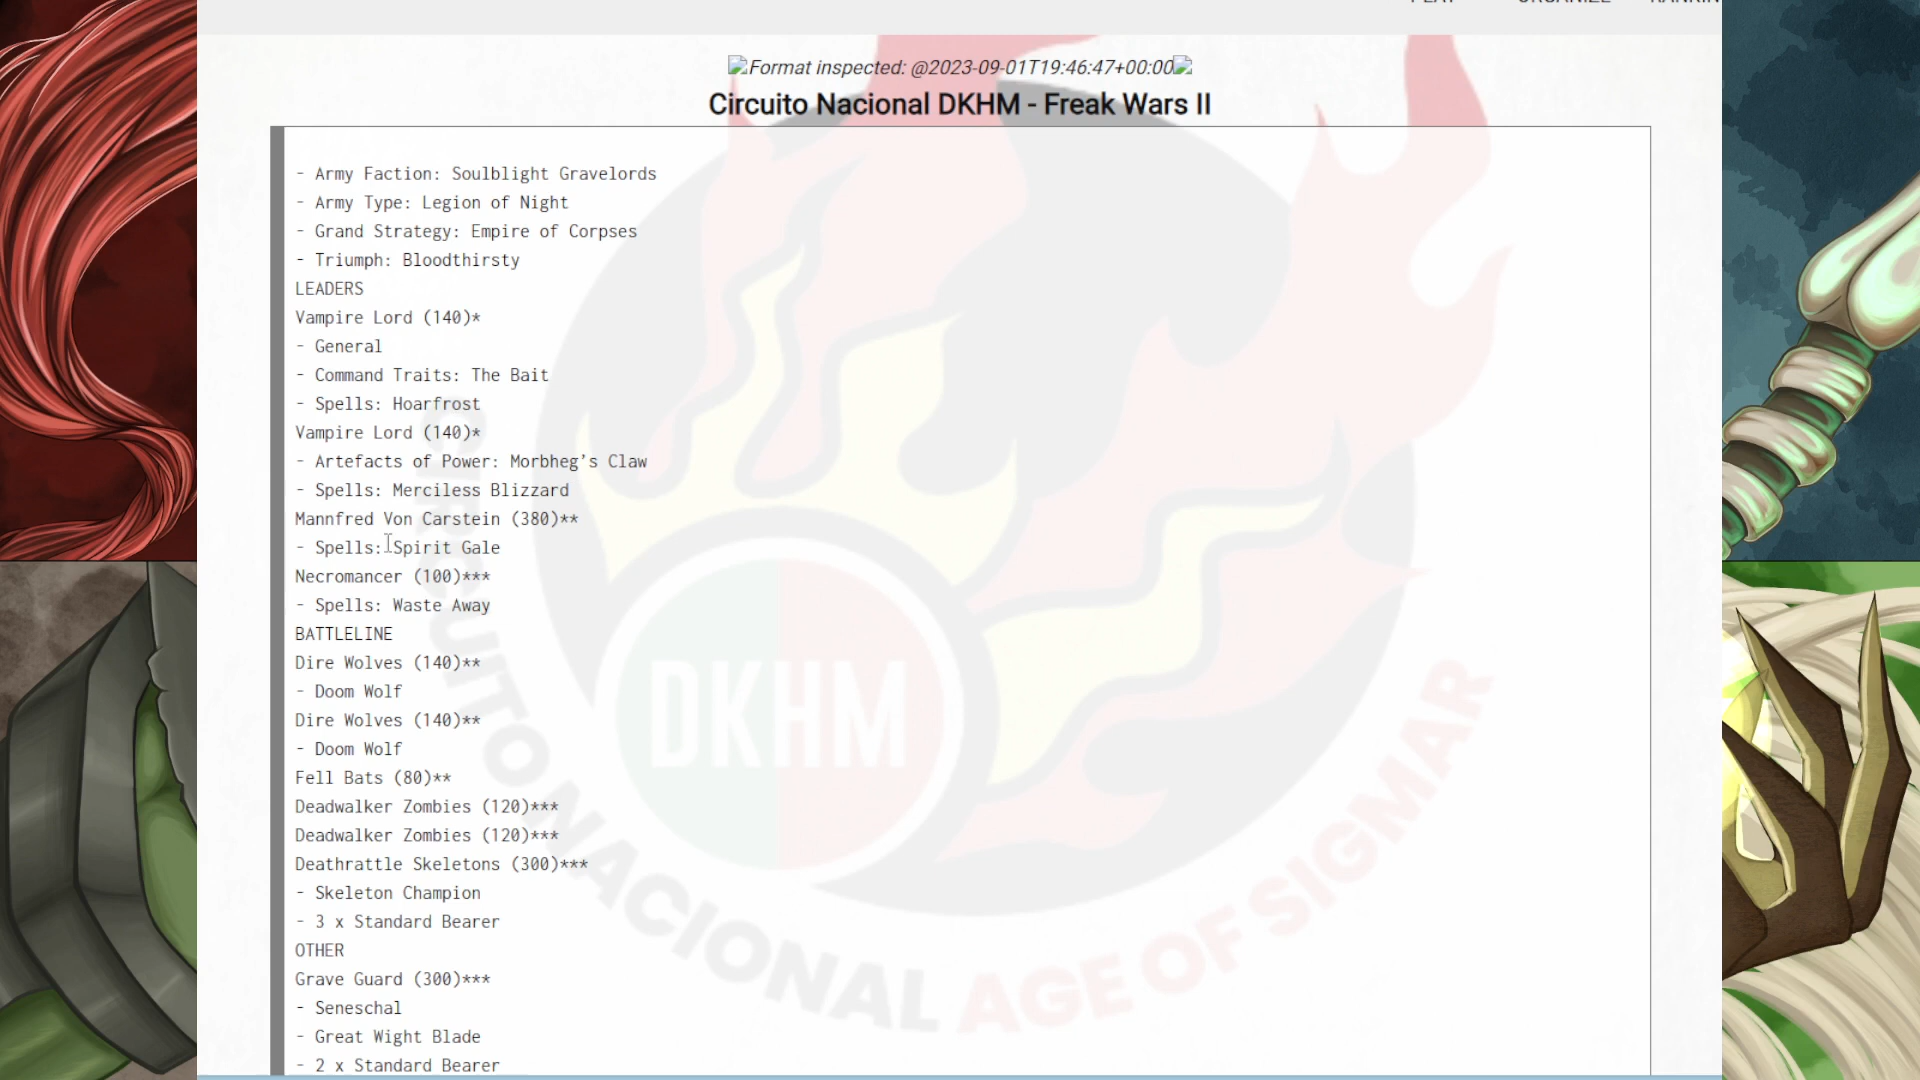 Format inspected: @2023-09-01T19:46:47+00:00
Circuito Nacional DKHM - Freak Wars II
- Army Faction: Soulblight Gravelords
- Army Type: Legion of Night
- Grand Strategy: Empire of Corpses
- Triumph: Bloodthirsty
LEADERS
Vampire Lord (140)*
- General
- Command Traits: The Bait
- Spells: Hoarfrost
Vampire Lord (140)*
- Artefacts of Power: Morbheg's Claw
- Spells: Merciless Blizzard
Mannfred Von Carstein (380)**
- Spells: Spirit Gale
Necromancer (100)***
- Spells: Waste Away
BATTLELINE
Dire Wolves (140)**
- Doom Wolf
Dire Wolves (140)**
- Doom Wolf
Fell Bats (80)**
Deadwalker Zombies (120)***
Deadwalker Zombies (120)***
Deathrattle Skeletons (300)***
- Skeleton Champion
- 3 x Standard Bearer
OTHER
Grave Guard (300)***
- Seneschal
- Great Wight Blade
- 2 x Standard Bearer
DKHM
CIRCUITO NACIONAL AGE OF SIGMAR